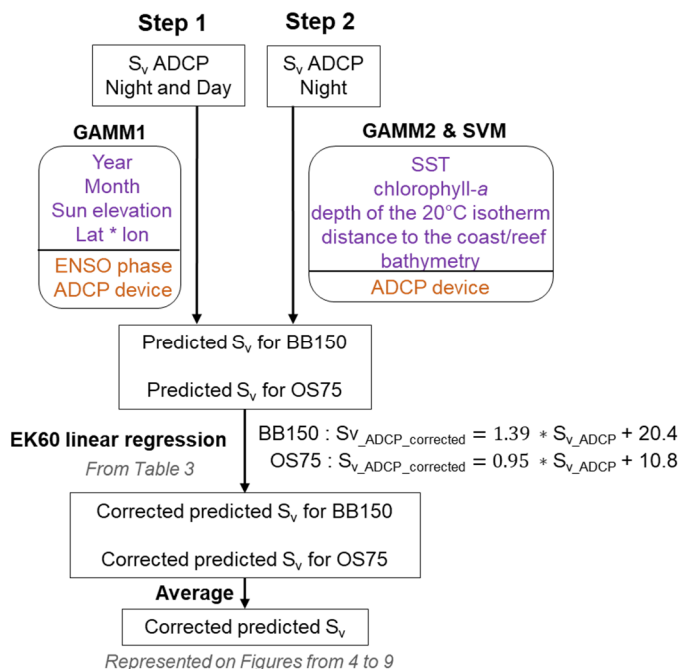 Step 1
Step 2
Sv ADCP
Night and Day
Sv ADCP
Night
GAMM1
Year
Month
Sun elevation
Lat * lon
ENSO phase
ADCP device
GAMM2 & SVM
SST
chlorophyll-a
depth of the 20°C isotherm
distance to the coast/reef
bathymetry
ADCP device
Predicted Sv for BB150
Predicted Sv for OS75
EK60 linear regression
From Table 3
BB150 : Sv_ADCP_corrected = 1.39 * Sv_ADCP + 20.4
OS75 : Sv_ADCP_corrected = 0.95 * Sv_ADCP + 10.8
Corrected predicted Sv for BB150
Corrected predicted Sv for OS75
Average
Corrected predicted Sv
Represented on Figures from 4 to 9